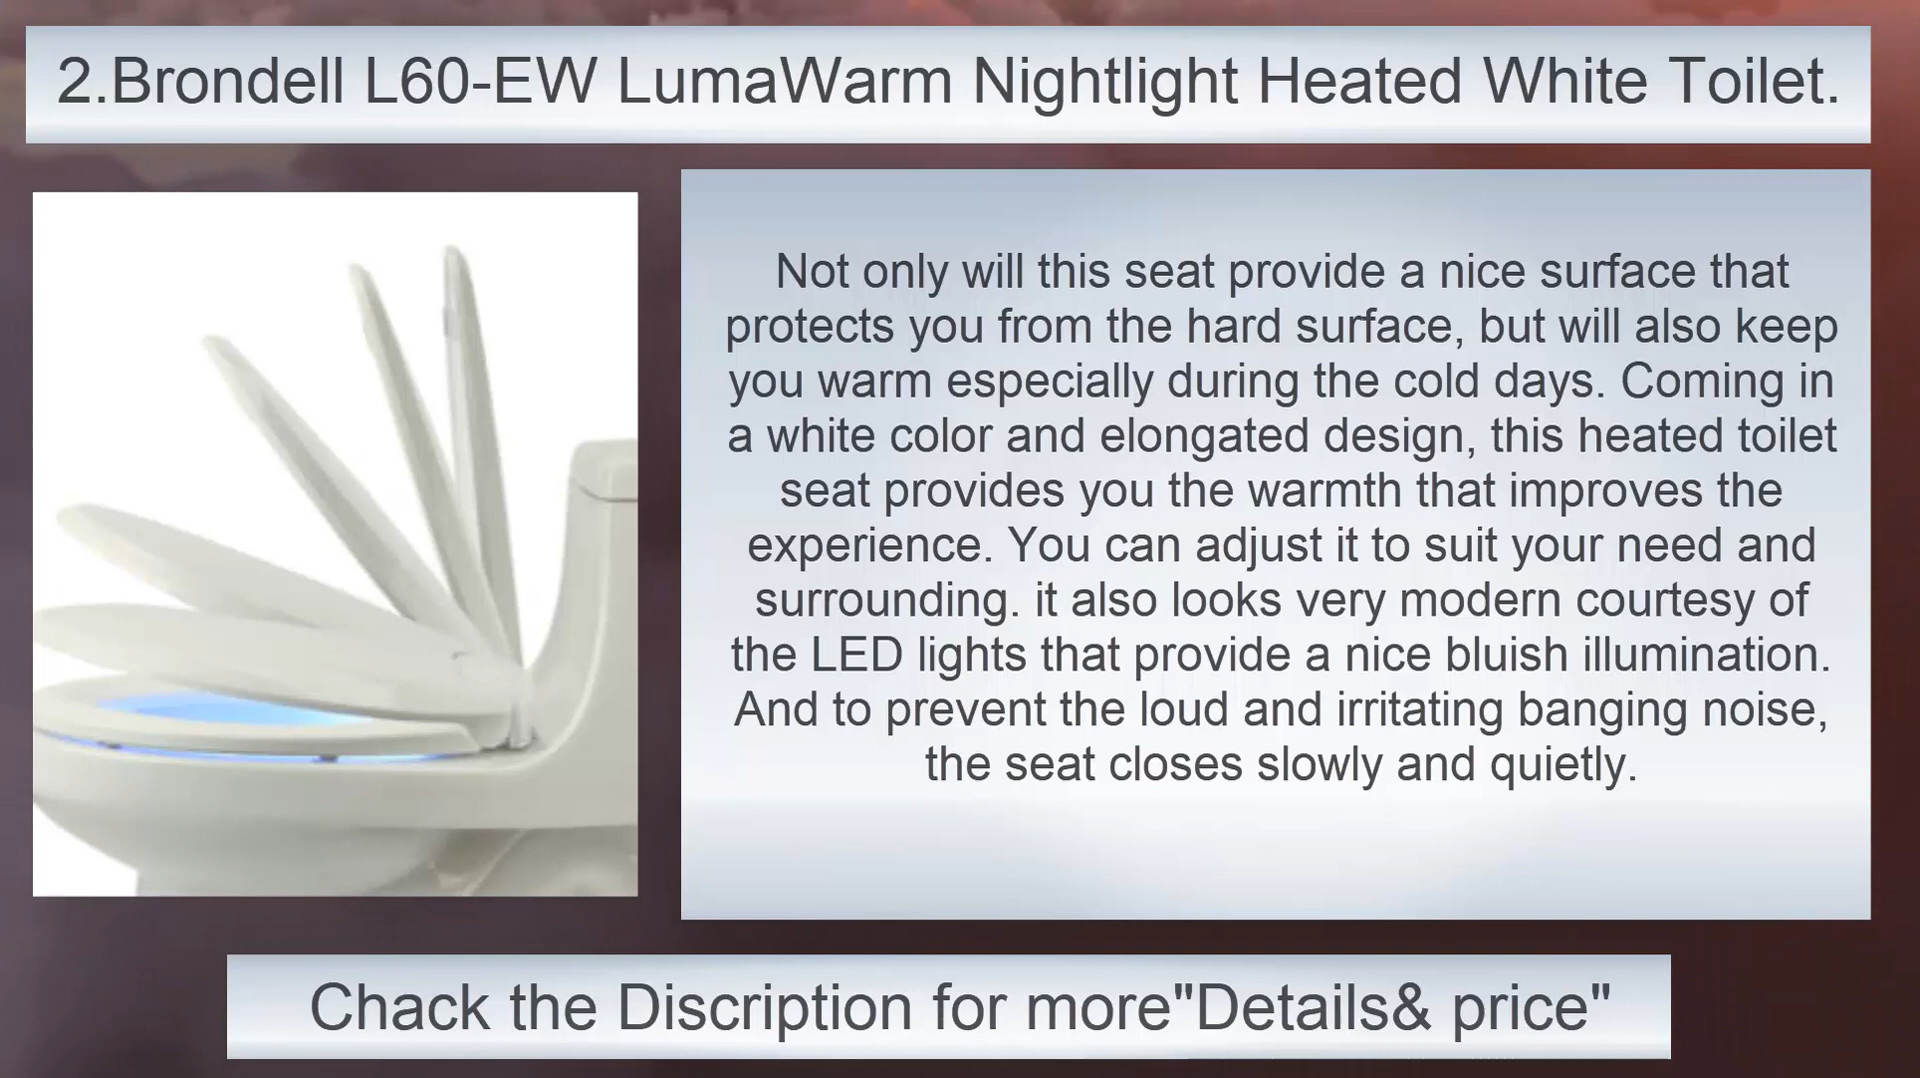 2.Brondell L60-EW LumaWarm Nightlight Heated White Toilet.
Not only will this seat provide a nice surface that
protects you from the hard surface, but will also keep
you warm especially during the cold days. Coming in
a white color and elongated design, this heated toilet
seat provides you the warmth that improves the
experience. You can adjust it to suit your need and
surrounding. it also looks very modern courtesy of
the LED lights that provide a nice bluish illumination.
And to prevent the loud and irritating banging noise,
the seat closes slowly and quietly.
Chack the Discription for more"Details& price"